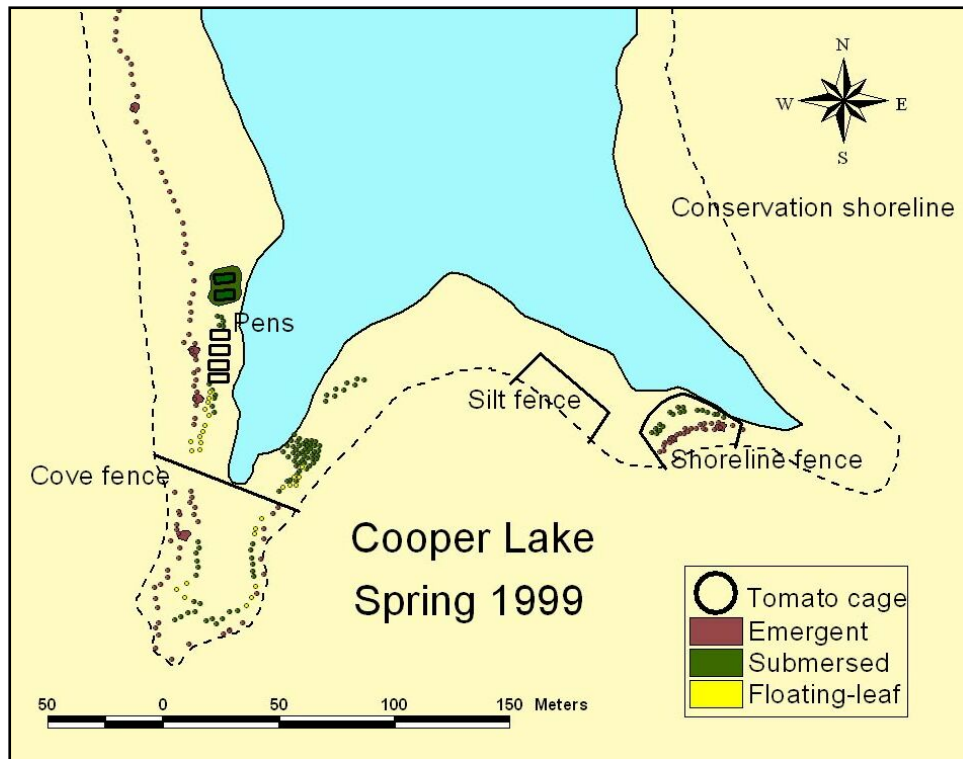 N
W E
S
Conservation shoreline
Pens
Silt fence
Cove fence
Shoreline fence
Cooper Lake
Spring 1999
Tomato cage
Emergent
Submersed
Floating-leaf
50 0 50 100 150 Meters